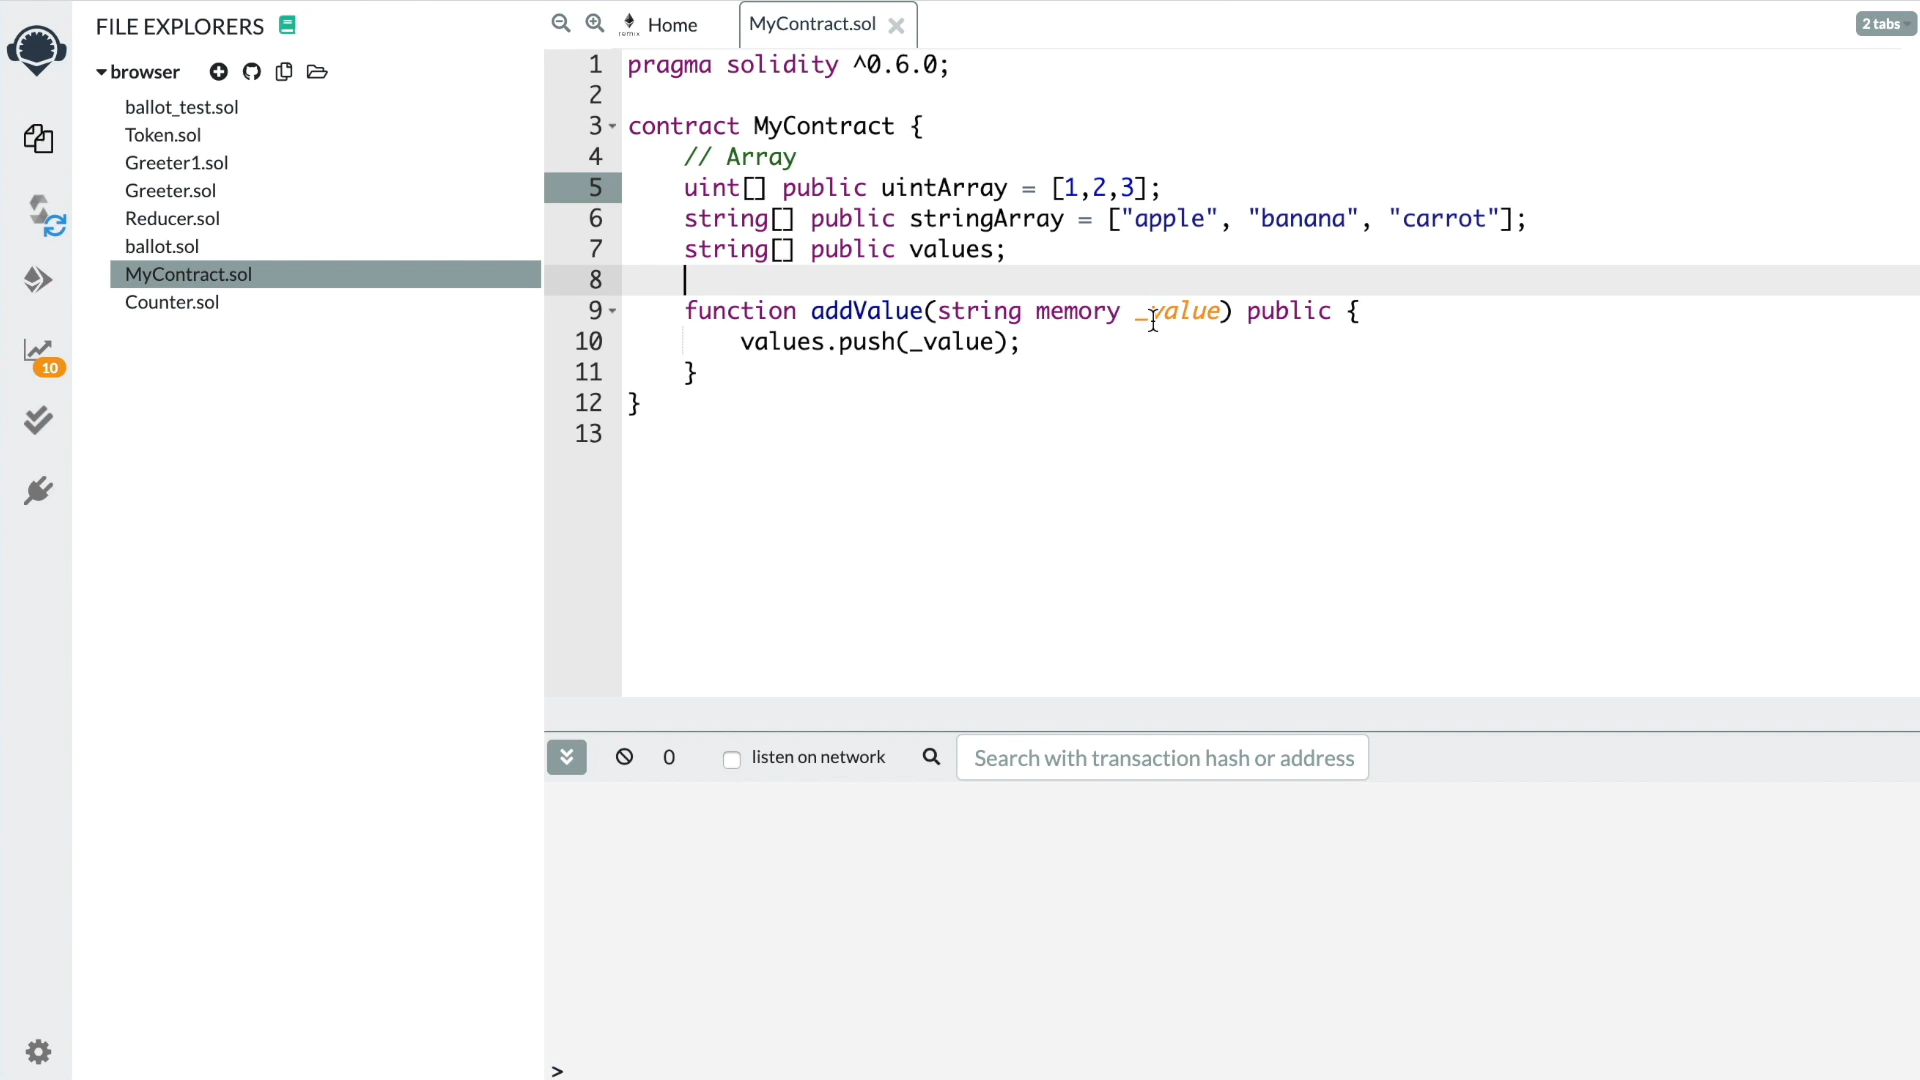 FILE EXPLORERS
browser
ballot_test.sol
Token.sol
Greeter1.sol
Greeter.sol
Reducer.sol
ballot.sol
MyContract.sol
Counter.sol
10
remix
Home
MyContract.sol
2 tabs
1 pragma solidity ^0.6.0;
2
3 contract MyContract {
4 // Array
5 uint[] public uintArray = [1,2,3];
6 string[] public stringArray = ["apple", "banana", "carrot"];
7 string[] public values;
8
9 function addValue(string memory _value) public {
10 values.push(_value);
11 }
12 }
13
0 listen on network Search with transaction hash or address
>